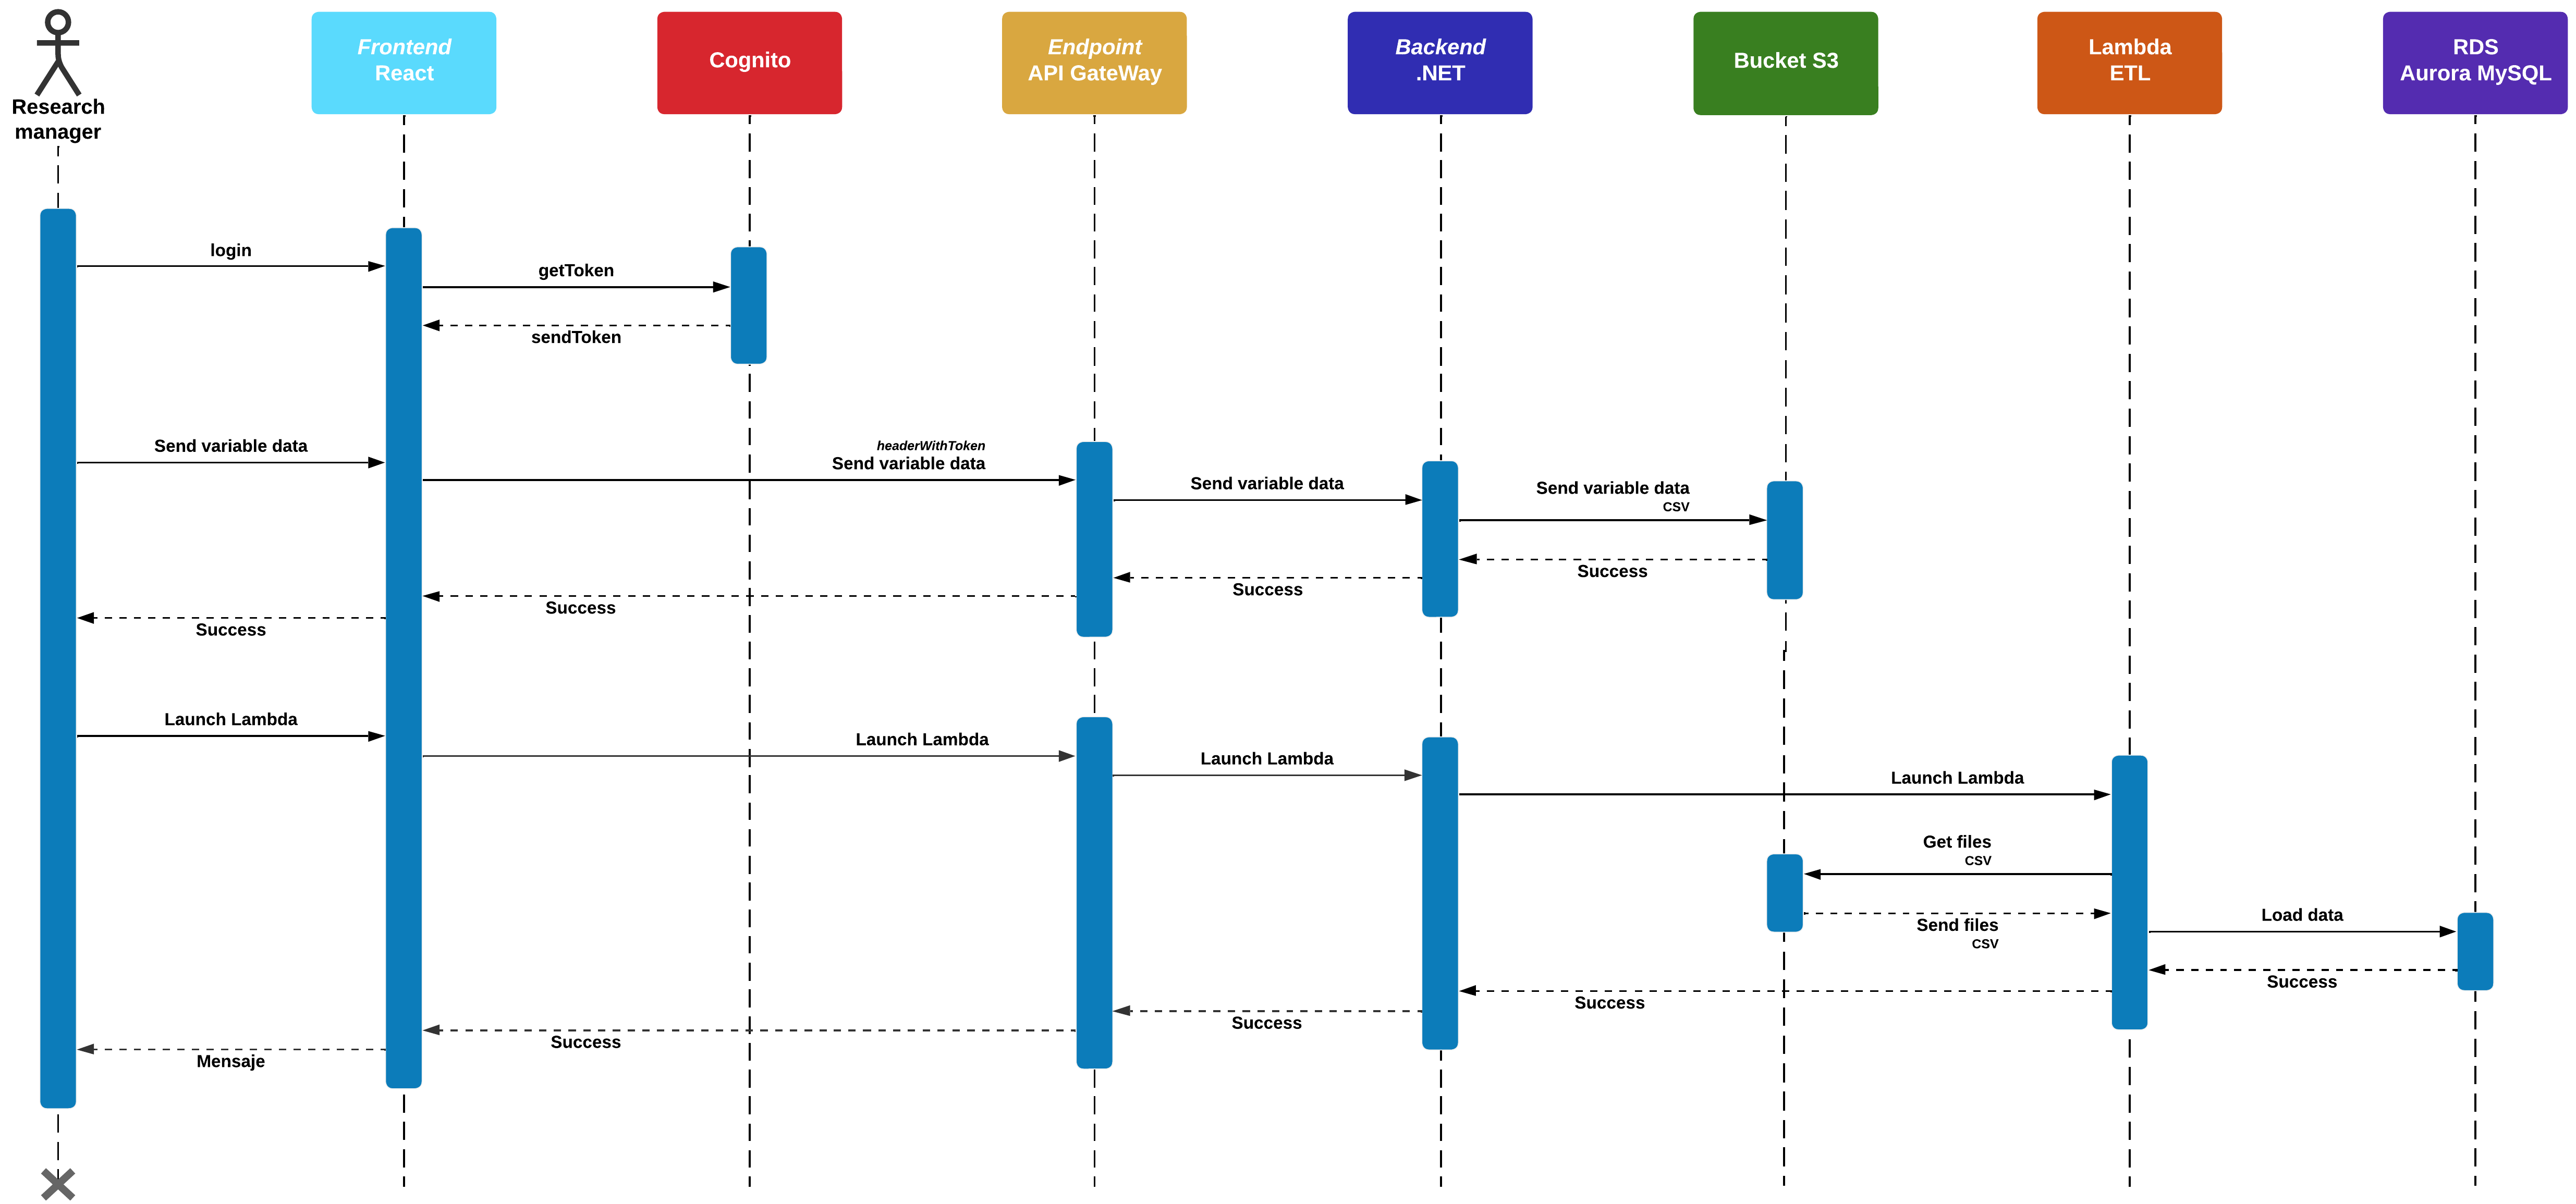 Research
manager
Frontend
React
Cognito
Endpoint
API GateWay
Backend
.NET
Bucket S3
Lambda
ETL
RDS
Aurora MySQL
login
getToken
sendToken
Send variable data
headerWithToken
Send variable data
Send variable data
Send variable data
CSV
Success
Success
Success
Success
Launch Lambda
Launch Lambda
Launch Lambda
Launch Lambda
Get files
CSV
Send files
CSV
Load data
Success
Success
Success
Success
Mensaje